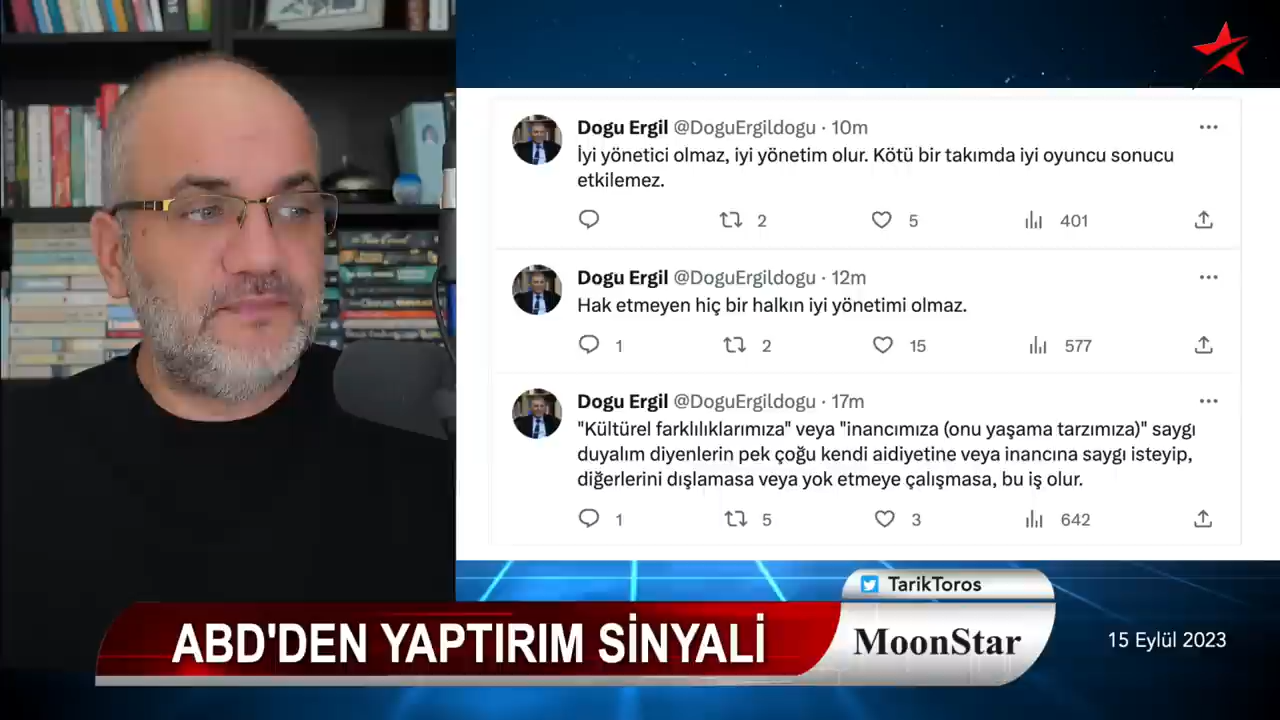 Dogu Ergil @DoguErgildogu · 10m
İyi yönetici olmaz, iyi yönetim olur. Kötü bir takımda iyi oyuncu sonucu
etkilemez.
2 5 401
Dogu Ergil @DoguErgildogu · 12m
Hak etmeyen hiç bir halkın iyi yönetimi olmaz.
1 2 15 577
Dogu Ergil @DoguErgildogu · 17m
"Kültürel farklılıklarımıza" veya "inancımıza (onu yaşama tarzımıza)" saygı
duyalım diyenlerin pek çoğu kendi aidiyetine veya inancına saygı isteyip,
diğerlerini dışlamasa veya yok etmeye çalışmasa, bu iş olur.
1 5 3 642
TarikToros
ABD'DEN YAPTIRIM SİNYALİ
MoonStar
15 Eylül 2023